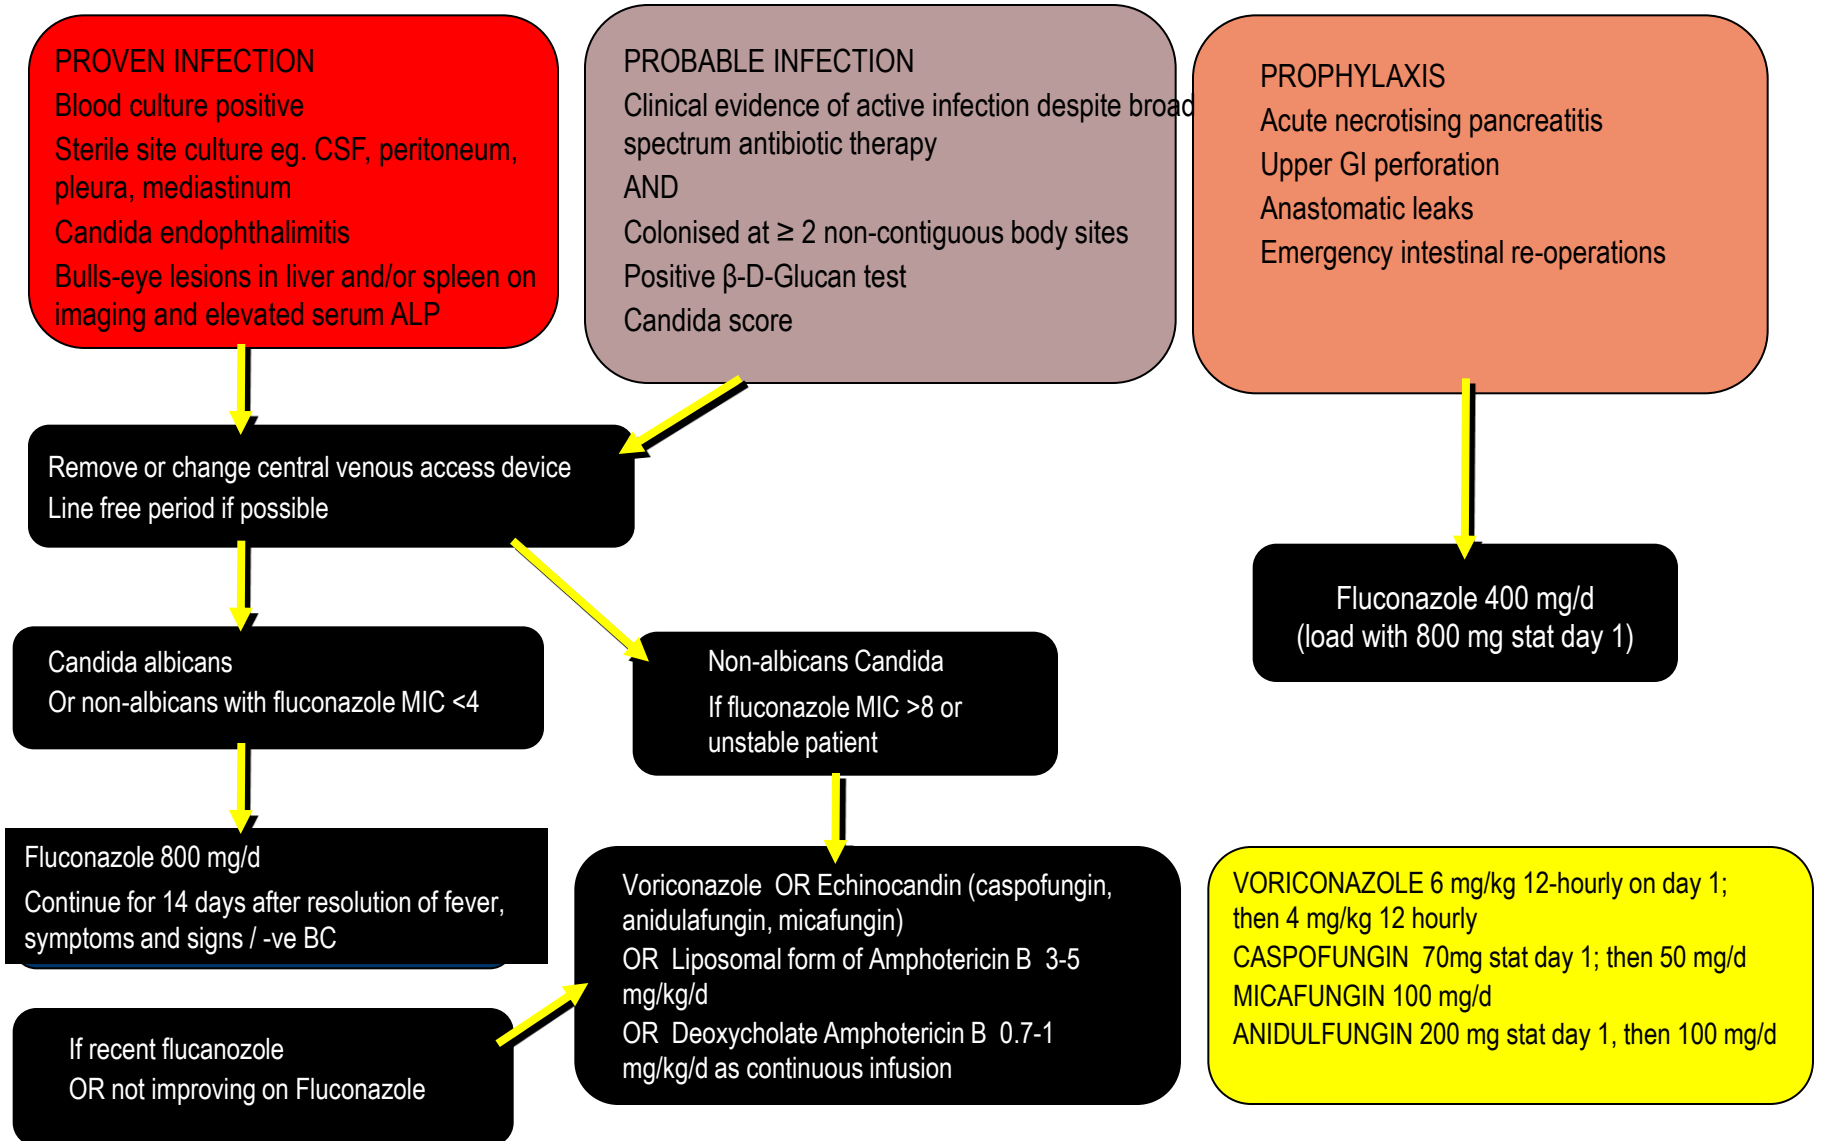 PROVEN INFECTION
Blood culture positive
Sterile site culture eg. CSF, peritoneum,
pleura, mediastinum
Candida endophthalimitis
Bulls-eye lesions in liver and/or spleen on
imaging and elevated serum ALP
PROBABLE INFECTION
Clinical evidence of active infection despite broad
spectrum antibiotic therapy
AND
Colonised at ≥ 2 non-contiguous body sites
Positive β-D-Glucan test
Candida score
PROPHYLAXIS
Acute necrotising pancreatitis
Upper GI perforation
Anastomatic leaks
Emergency intestinal re-operations
Remove or change central venous access device
Line free period if possible
Fluconazole 400 mg/d
(load with 800 mg stat day 1)
Candida albicans
Or non-albicans with fluconazole MIC <4
Non-albicans Candida
If fluconazole MIC >8 or
unstable patient
Fluconazole 800 mg/d
Continue for 14 days after resolution of fever,
symptoms and signs / -ve BC
Voriconazole OR Echinocandin (caspofungin,
anidulafungin, micafungin)
OR Liposomal form of Amphotericin B 3-5
mg/kg/d
OR Deoxycholate Amphotericin B 0.7-1
mg/kg/d as continuous infusion
VORICONAZOLE 6 mg/kg 12-hourly on day 1;
then 4 mg/kg 12 hourly
CASPOFUNGIN 70mg stat day 1; then 50 mg/d
MICAFUNGIN 100 mg/d
ANIDULFUNGIN 200 mg stat day 1, then 100 mg/d
If recent flucanozole
OR not improving on Fluconazole